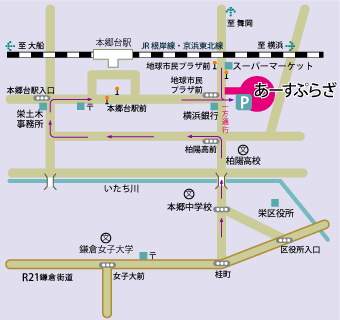 至 舞岡
本郷台駅
至 大船
JR 根岸線・京浜東北線
至 横浜
地球市民プラザ前
スーパーマーケット
地球市民
プラザ前
本郷台駅入口
あーすぷらざ
P
〒
本郷台駅前
栄土木
事務所
横浜銀行
一方通行
柏陽高前
柏陽高校
いたち川
本郷中学校
栄区役所
鎌倉女子大学
区役所入口
〒
R21鎌倉街道
女子大前
桂町